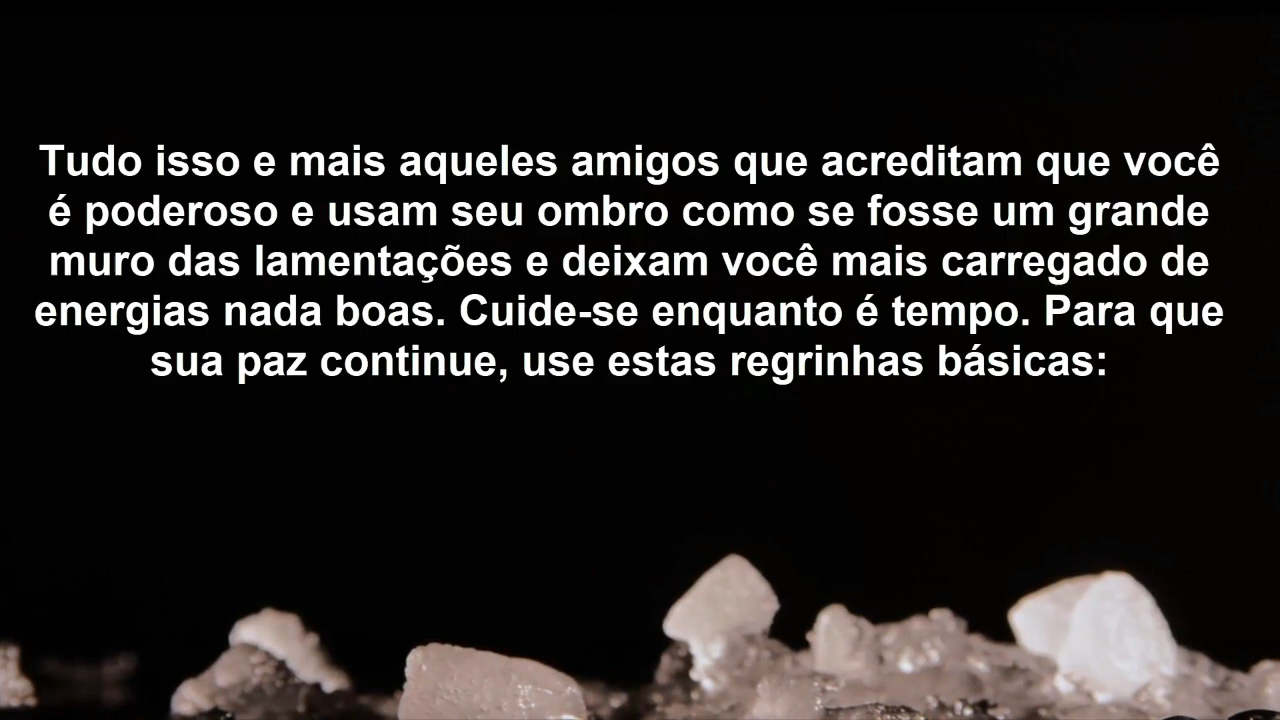 Tudo isso e mais aqueles amigos que acreditam que você
é poderoso e usam seu ombro como se fosse um grande
muro das lamentações e deixam você mais carregado de
energias nada boas. Cuide-se enquanto é tempo. Para que
sua paz continue, use estas regrinhas básicas: